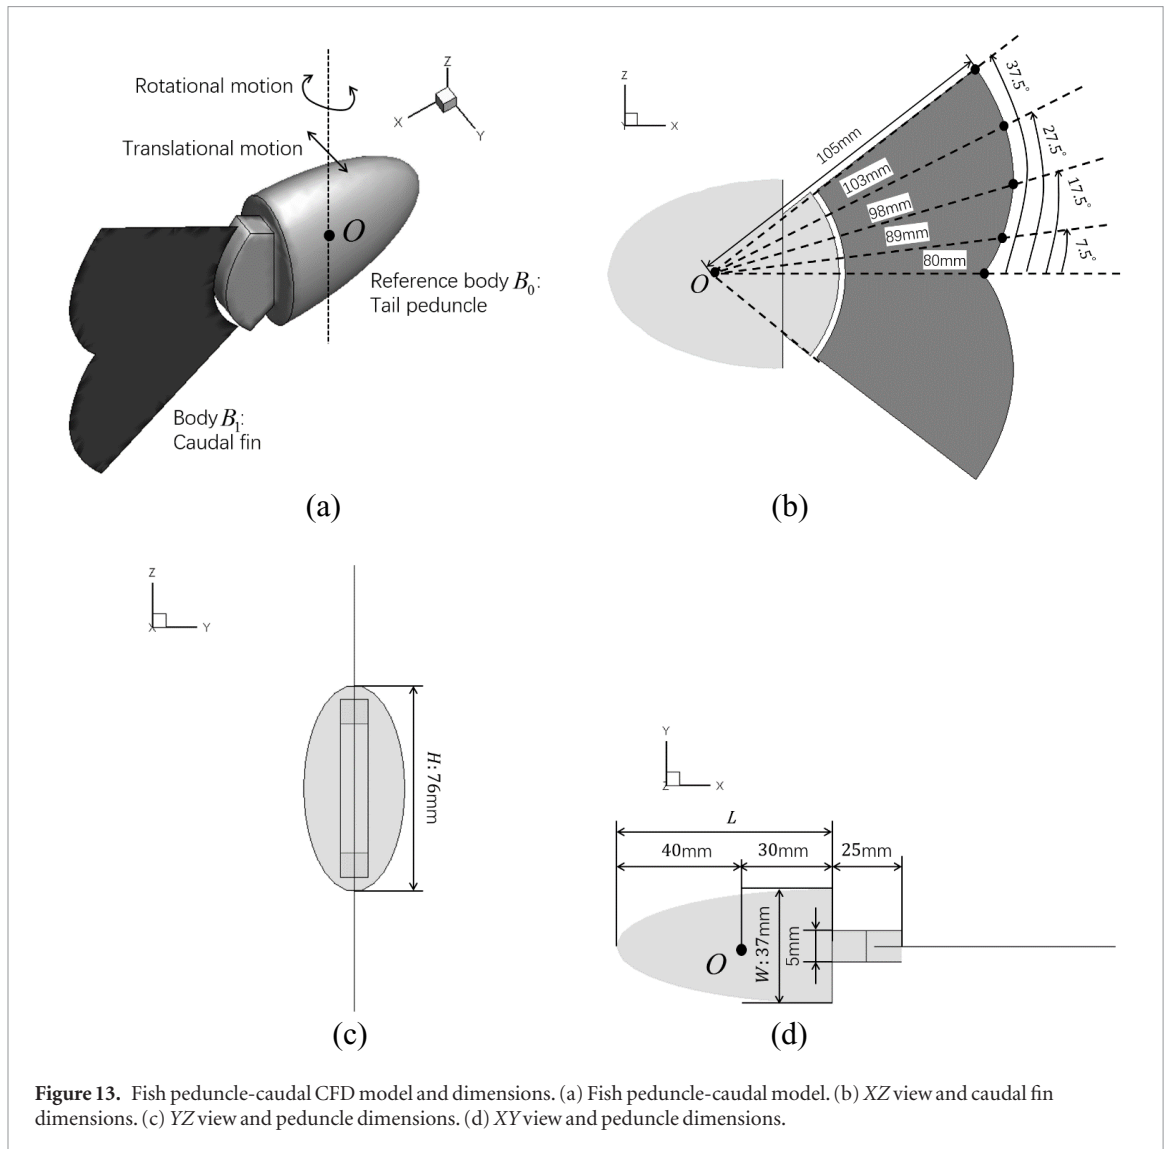 Rotational motion
Translational motion
Z
X
Y
O
Reference body B₀:
Tail peduncle
Body B₁:
Caudal fin
(a)
Z
Y
X
105mm
103mm
98mm
89mm
80mm
37.5°
27.5°
17.5°
7.5°
O
(b)
Z
X
Y
H:76mm
(c)
Y
Z
X
L
40mm
30mm
25mm
W:37mm
5mm
O
(d)
Figure 13. Fish peduncle-caudal CFD model and dimensions. (a) Fish peduncle-caudal model. (b) XZ view and caudal fin
dimensions. (c) YZ view and peduncle dimensions. (d) XY view and peduncle dimensions.